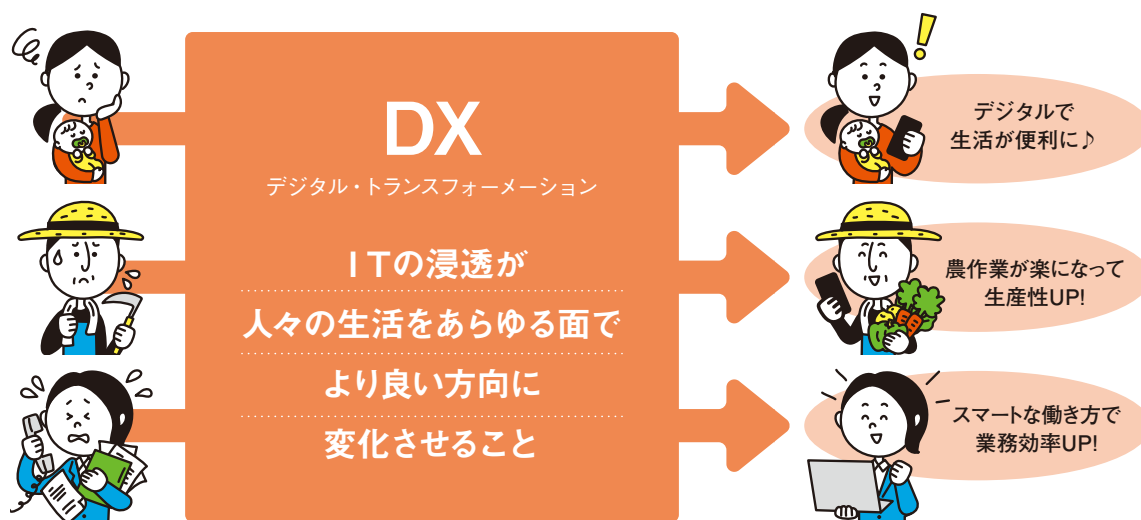 DX
デジタル・トランスフォーメーション
ITの浸透が
人々の生活をあらゆる面で
より良い方向に
変化させること
デジタルで
生活が便利に♪
農作業が楽になって
生産性UP!
スマートな働き方で
業務効率UP!